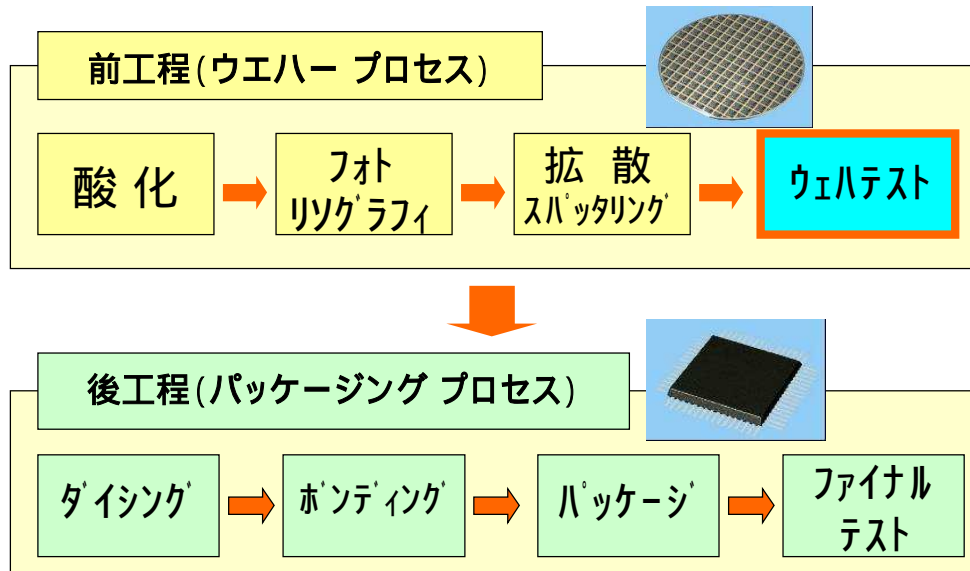 前工程(ウエハー プロセス)
酸 化
フォト
リソグラフィ
拡 散
スパッタリング
ウェハテスト
後工程(パッケージング プロセス)
ダイシング
ボンディング
パッケージ
ファイナル
テスト